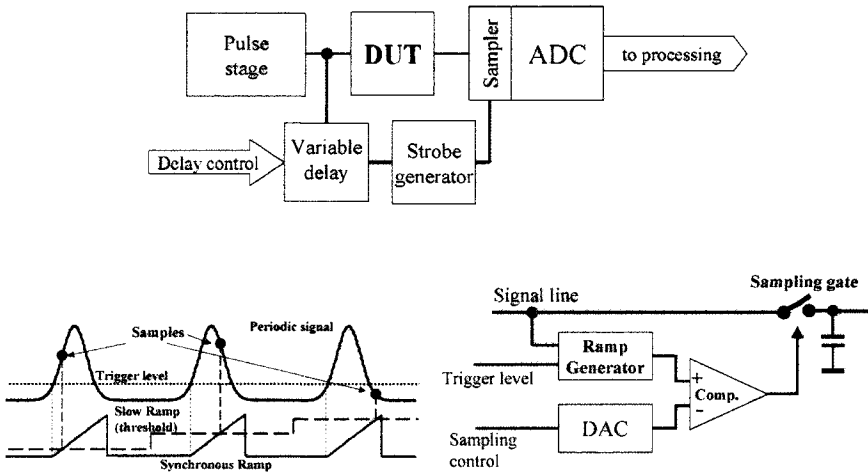 Pulse
stage
DUT
Sampler
ADC
to processing
Delay control
Variable
delay
Strobe
generator
Samples
Periodic signal
Trigger level
Slow Ramp
(threshold)
Synchronous Ramp
Signal line
Sampling gate
Ramp
Generator
Trigger level
+
Comp.
-
Sampling
control
DAC